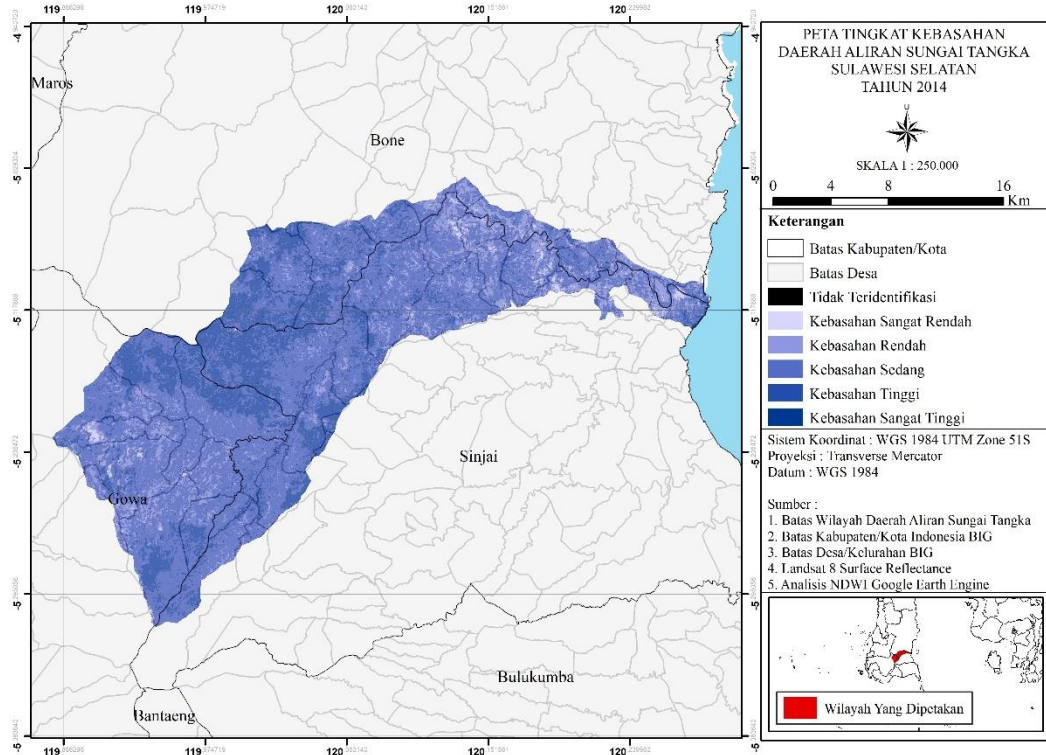 119.866296
119.974719
120.063143
120.151561
120.239982
Maros
Bone
Sinjai
Gowa
Bulukumba
Bantaeng
PETA TINGKAT KEBASAHAN
DAERAH ALIRAN SUNGAI TANGKA
SULAWESI SELATAN
TAHUN 2014
SKALA 1 : 250.000
0 4 8 16
Km
Keterangan
Batas Kabupaten/Kota
Batas Desa
Tidak Teridentifikasi
Kebasahan Sangat Rendah
Kebasahan Rendah
Kebasahan Sedang
Kebasahan Tinggi
Kebasahan Sangat Tinggi
Sistem Koordinat : WGS 1984 UTM Zone 51S
Proyeksi : Transverse Mercator
Datum : WGS 1984
Sumber :
1. Batas Wilayah Daerah Aliran Sungai Tangka
2. Batas Kabupaten/Kota Indonesia BIG
3. Batas Desa/Kelurahan BIG
4. Landsat 8 Surface Reflectance
5. Analisis NDWI Google Earth Engine
Wilayah Yang Dipetakan